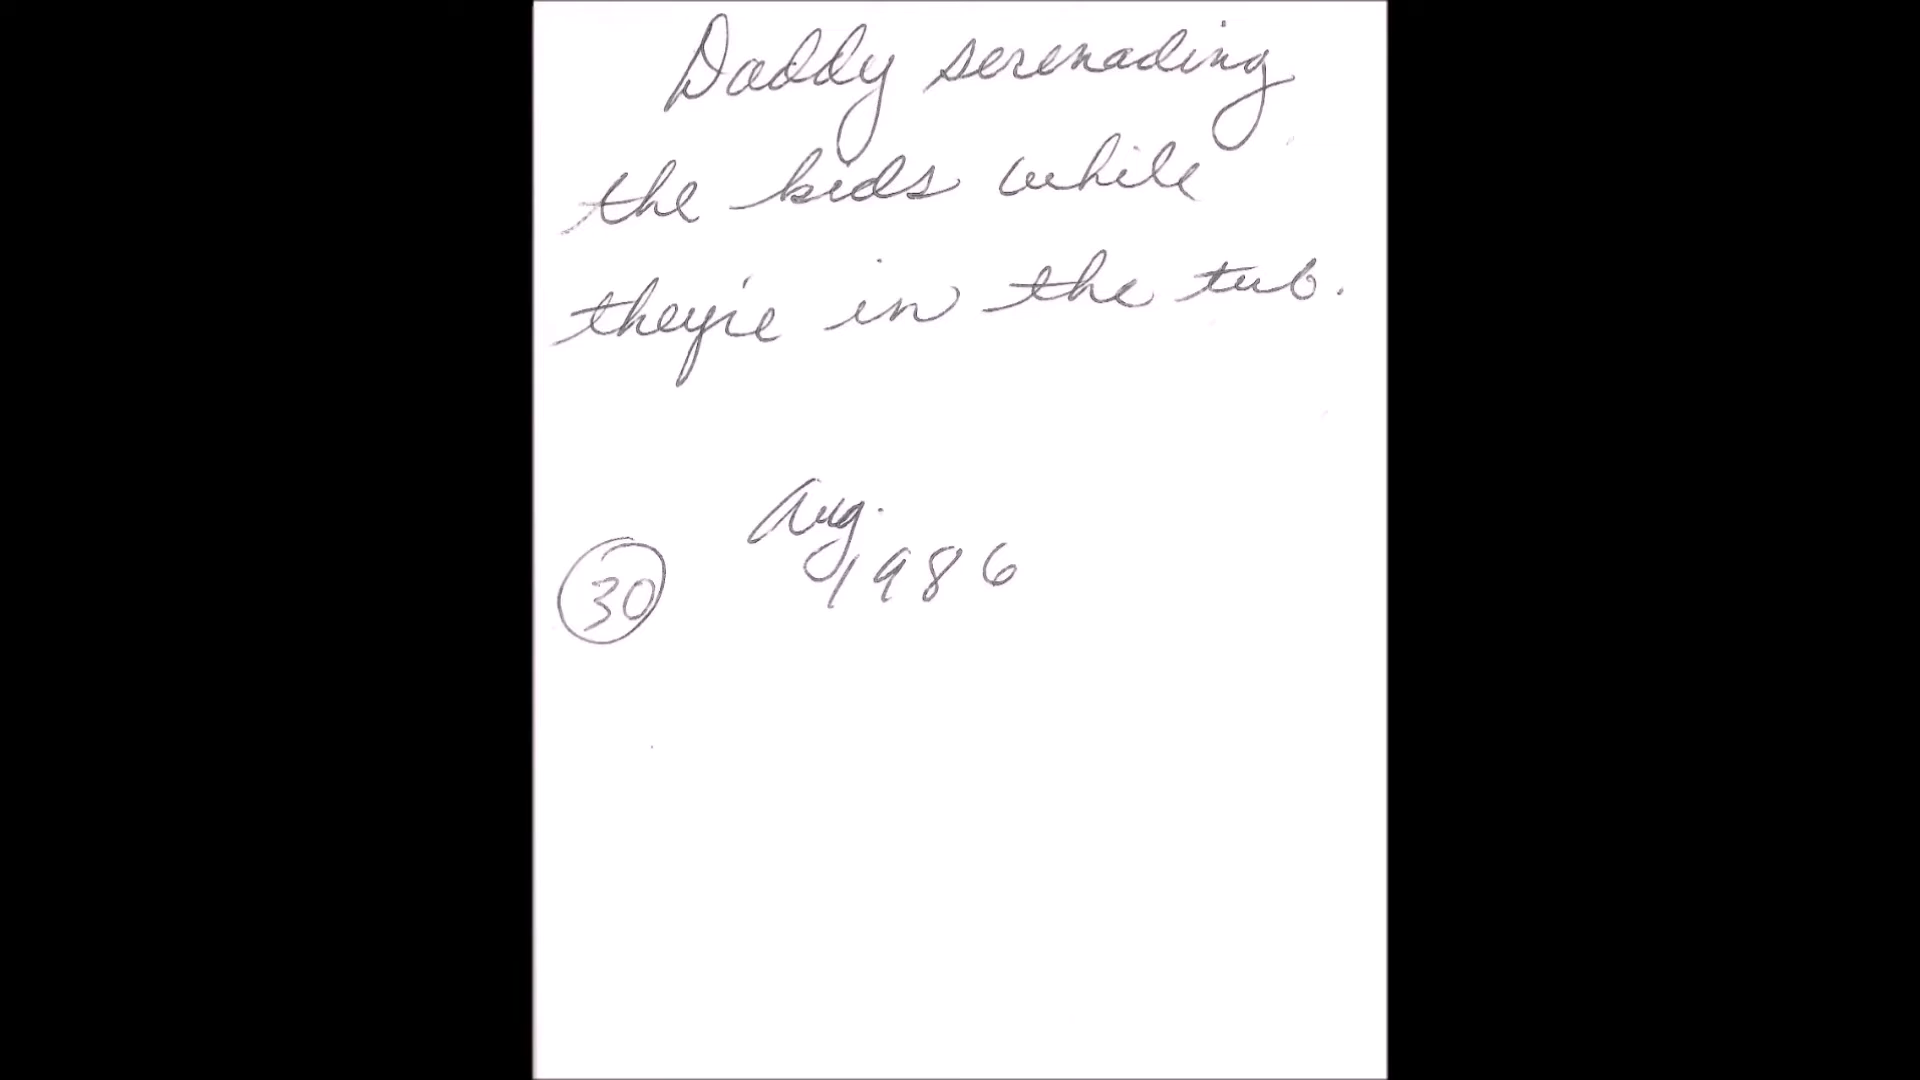 Daddy serenading
the kids while
they're in the tub.
Aug.
1986
30